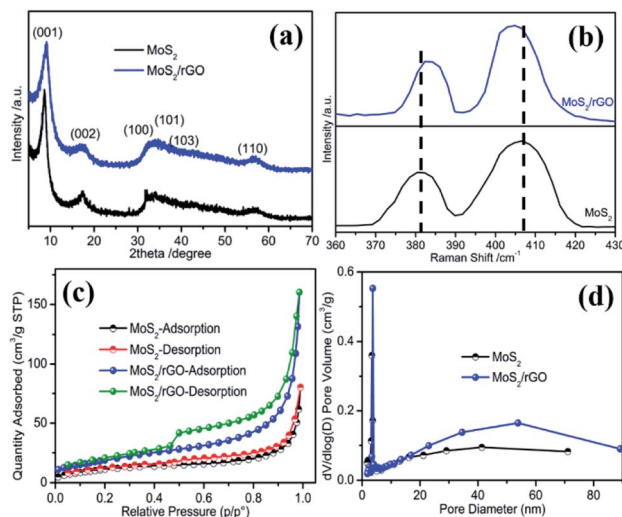 (a)
(001)
MoS2
MoS2/rGO
(002)
(100)
(101)
(103)
(110)
Intensity /a.u.
10 20 30 40 50 60 70
2theta /degree
(b)
MoS2/rGO
MoS2
Intensity /a.u.
360 370 380 390 400 410 420 430
Raman Shift /cm-1
(c)
MoS2-Adsorption
MoS2-Desorption
MoS2/rGO-Adsorption
MoS2/rGO-Desorption
Quantity Adsorbed (cm3/g STP)
150
100
50
0
0.0 0.2 0.4 0.6 0.8 1.0
Relative Pressure (p/p°)
(d)
MoS2
MoS2/rGO
dV/dlog(D) Pore Volume (cm3/g)
0.6
0.4
0.2
0.0
0 20 40 60 80
Pore Diameter (nm)